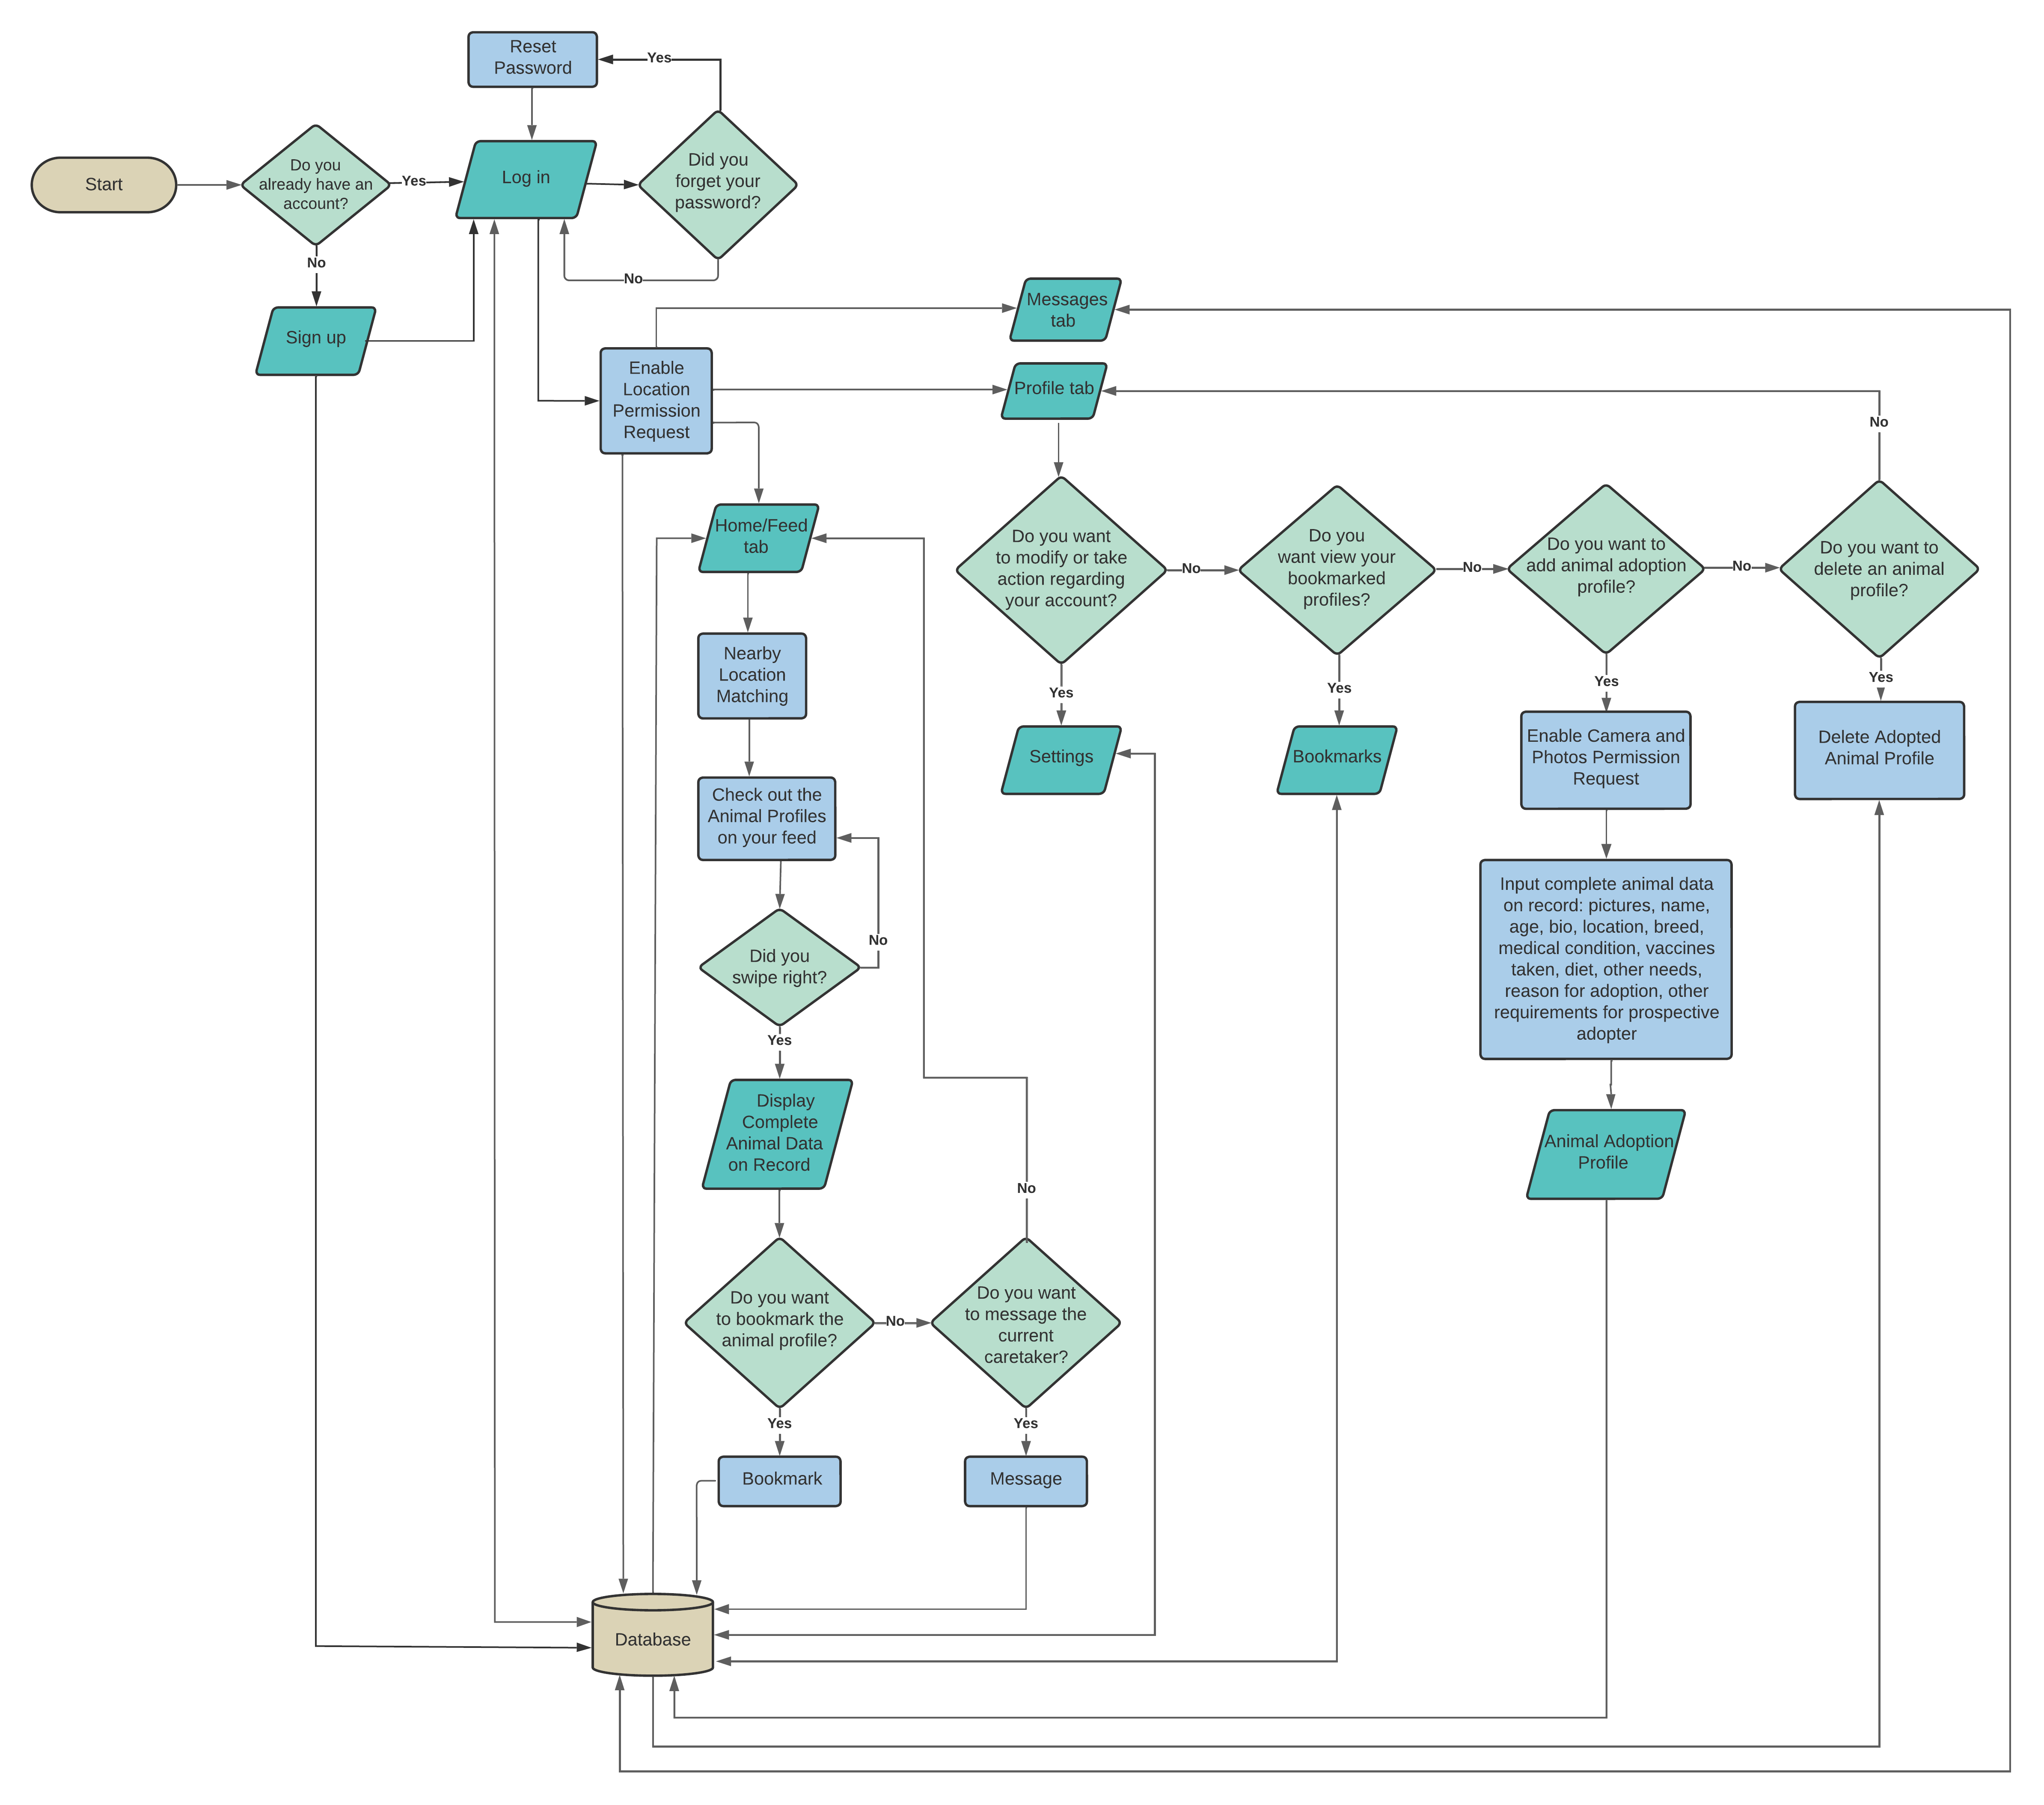 Reset
Password
Yes
Did you
forget your
password?
Start
Do you
already have an
account?
Yes
Log in
No
No
Sign up
Messages
tab
Enable
Location
Permission
Request
Profile tab
No
Home/Feed
tab
Do you want
to modify or take
action regarding
your account?
No
Do you
want view your
bookmarked
profiles?
No
Do you want to
add animal adoption
profile?
No
Do you want to
delete an animal
profile?
Nearby
Location
Matching
Yes
Yes
Yes
Yes
Settings
Bookmarks
Enable Camera and
Photos Permission
Request
Delete Adopted
Animal Profile
Check out the
Animal Profiles
on your feed
No
Did you
swipe right?
Yes
Input complete animal data
on record: pictures, name,
age, bio, location, breed,
medical condition, vaccines
taken, diet, other needs,
reason for adoption, other
requirements for prospective
adopter
Display
Complete
Animal Data
on Record
Animal Adoption
Profile
No
Do you want
to bookmark the
animal profile?
No
Do you want
to message the
current
caretaker?
Yes
Yes
Bookmark
Message
Database